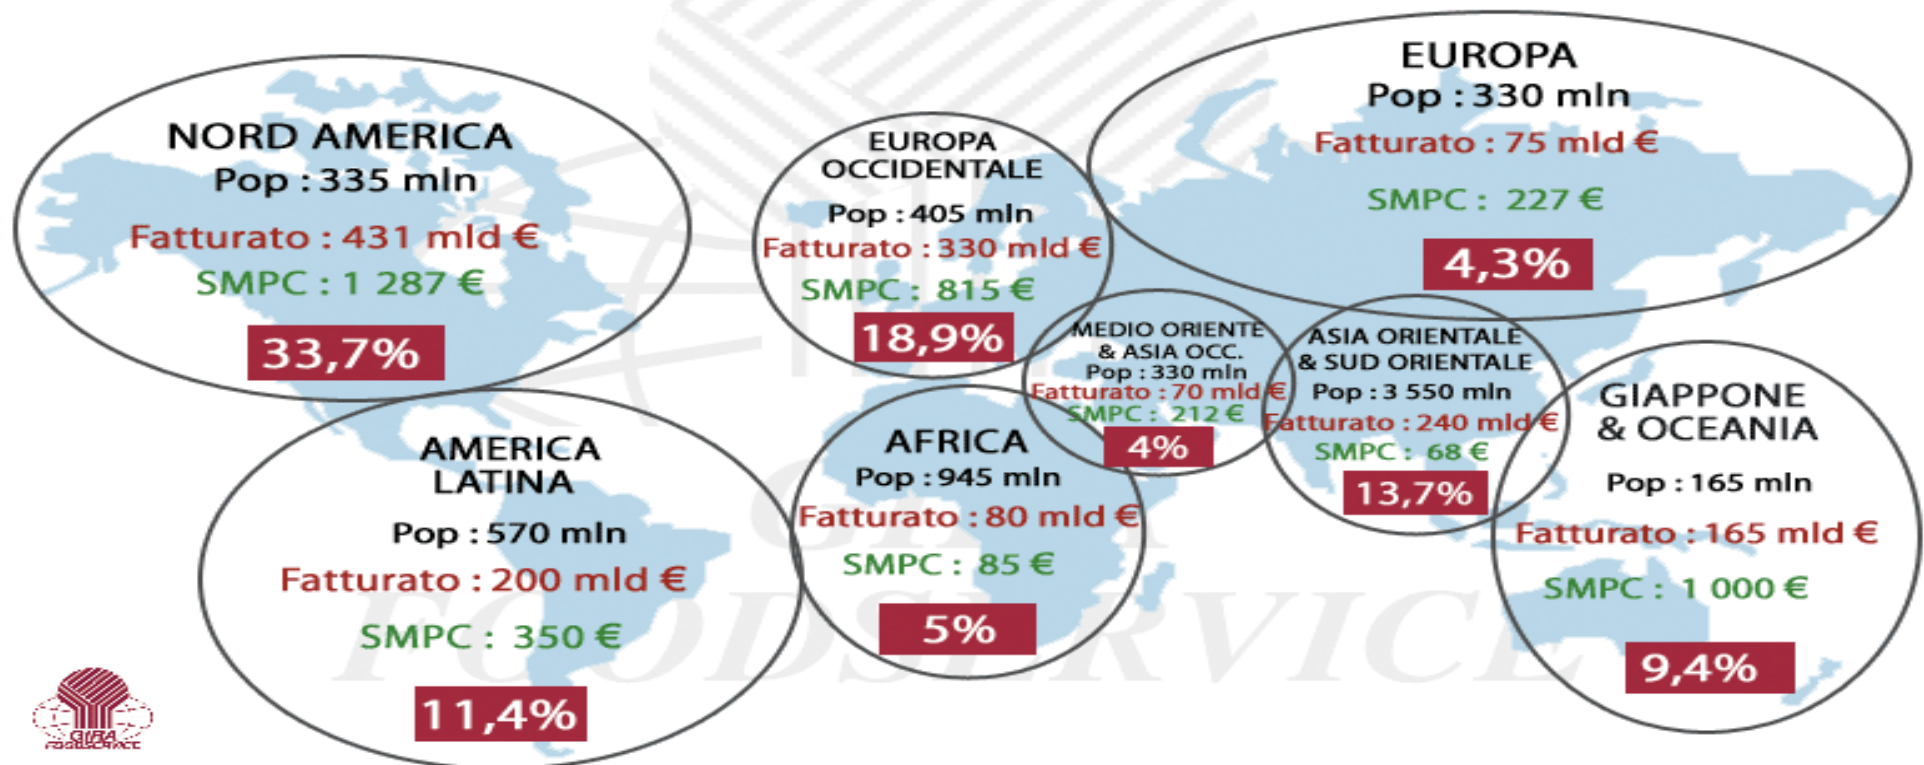 NORD AMERICA
Pop : 335 mln
Fatturato : 431 mld €
SMPC : 1 287 €
33,7%
EUROPA
OCCIDENTALE
Pop : 405 mln
Fatturato : 330 mld €
SMPC : 815 €
18,9%
EUROPA
Pop : 330 mln
Fatturato : 75 mld €
SMPC : 227 €
4,3%
MEDIO ORIENTE
& ASIA OCC.
Pop : 330 mln
Fatturato : 70 mld €
SMPC : 212 €
4%
ASIA ORIENTALE
& SUD ORIENTALE
Pop : 3 550 mln
Fatturato : 240 mld €
SMPC : 68 €
13,7%
GIAPPONE
& OCEANIA
Pop : 165 mln
Fatturato : 165 mld €
SMPC : 1 000 €
9,4%
AMERICA
LATINA
Pop : 570 mln
Fatturato : 200 mld €
SMPC : 350 €
11,4%
AFRICA
Pop : 945 mln
Fatturato : 80 mld €
SMPC : 85 €
5%
GIRA
FOODSERVICE
GIRA
FOODSERVICE